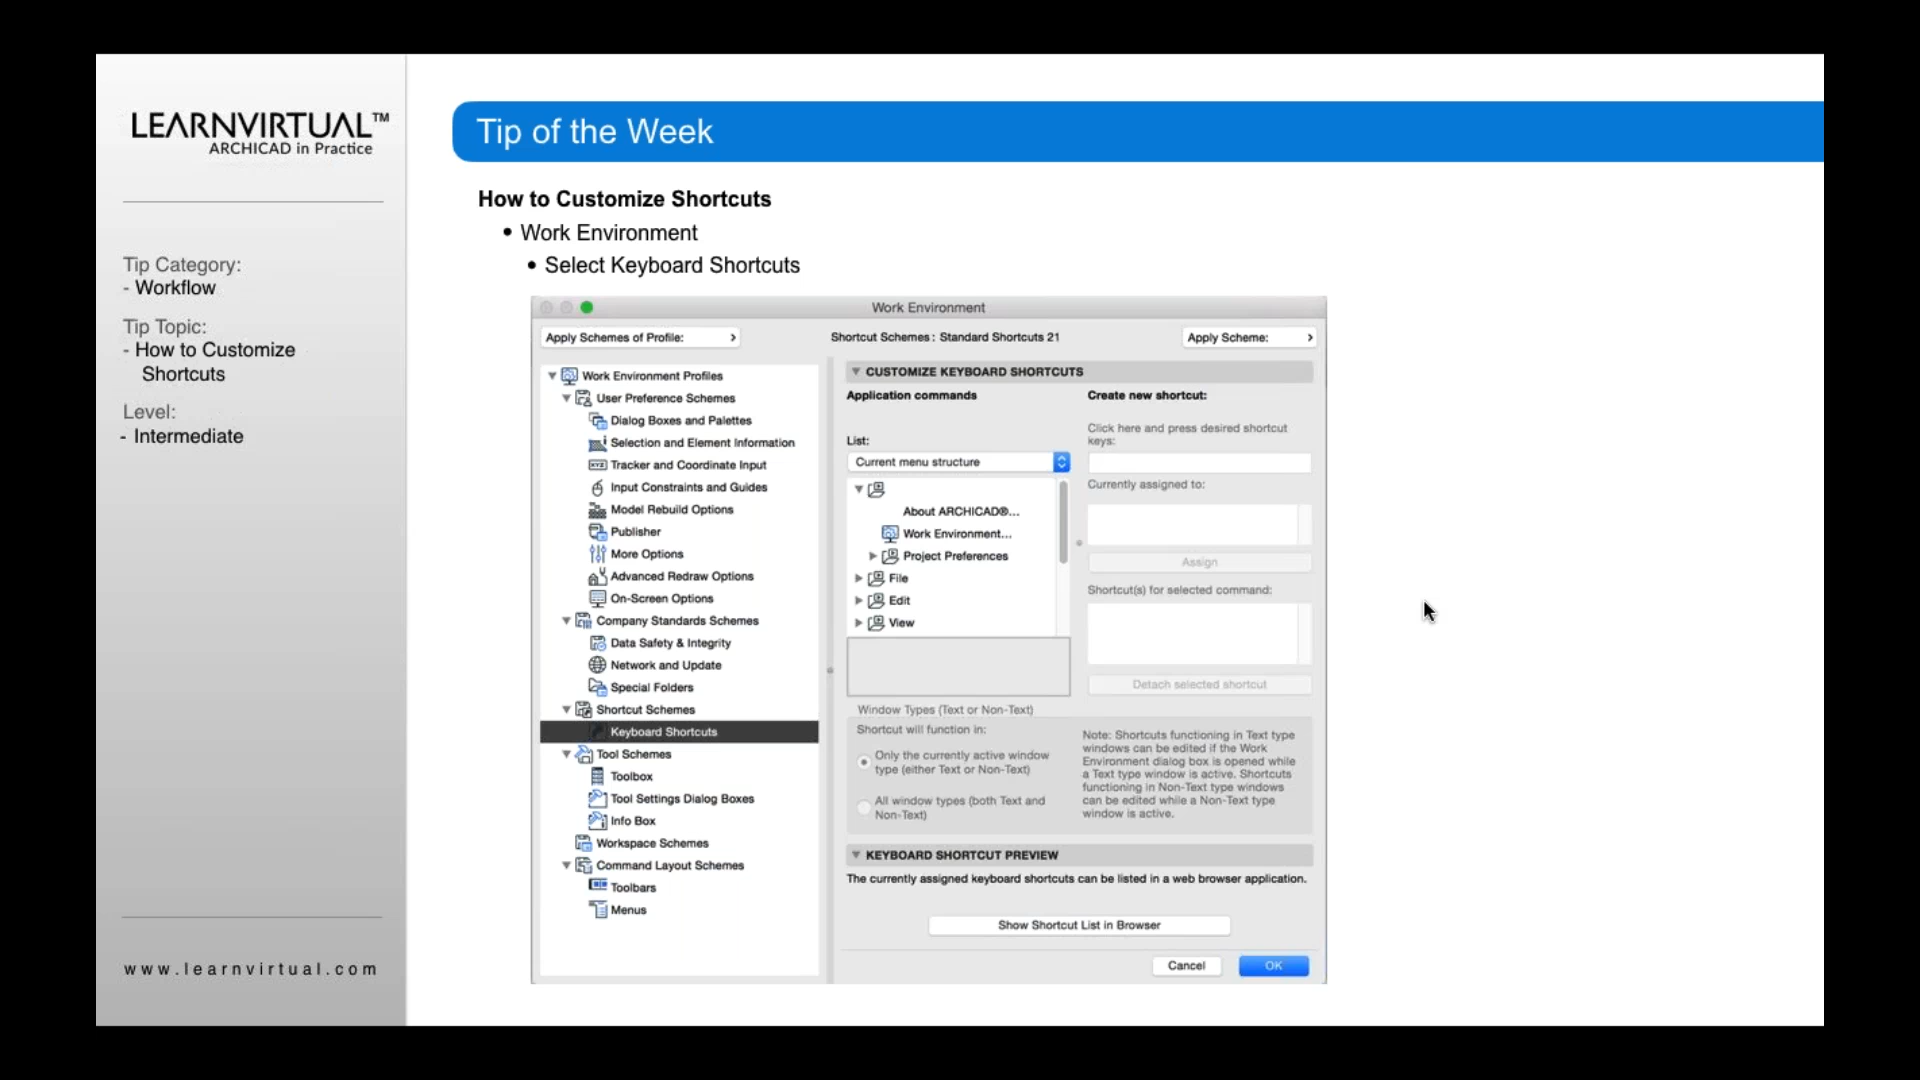 LEARNVIRTUAL™
ARCHICAD in Practice
Tip Category:
- Workflow
Tip Topic:
- How to Customize
Shortcuts
Level:
- Intermediate
www.learnvirtual.com
Tip of the Week
How to Customize Shortcuts
• Work Environment
• Select Keyboard Shortcuts
Work Environment
Apply Schemes of Profile:
Shortcut Schemes : Standard Shortcuts 21
Apply Scheme:
Work Environment Profiles
User Preference Schemes
Dialog Boxes and Palettes
Selection and Element Information
Tracker and Coordinate Input
Input Constraints and Guides
Model Rebuild Options
Publisher
More Options
Advanced Redraw Options
On-Screen Options
Company Standards Schemes
Data Safety & Integrity
Network and Update
Special Folders
Shortcut Schemes
Keyboard Shortcuts
Tool Schemes
Toolbox
Tool Settings Dialog Boxes
Info Box
Workspace Schemes
Command Layout Schemes
Toolbars
Menus
CUSTOMIZE KEYBOARD SHORTCUTS
Application commands
List:
Current menu structure
About ARCHICAD®...
Work Environment...
Project Preferences
File
Edit
View
Create new shortcut:
Click here and press desired shortcut
keys:
Currently assigned to:
Assign
Shortcut(s) for selected command:
Detach selected shortcut
Window Types (Text or Non-Text)
Shortcut will function in:
Only the currently active window
type (either Text or Non-Text)
All window types (both Text and
Non-Text)
Note: Shortcuts functioning in Text type
windows can be edited if the Work
Environment dialog box is opened while
a Text type window is active. Shortcuts
functioning in Non-Text type windows
can be edited while a Non-Text type
window is active.
KEYBOARD SHORTCUT PREVIEW
The currently assigned keyboard shortcuts can be listed in a web browser application.
Show Shortcut List in Browser
Cancel
OK